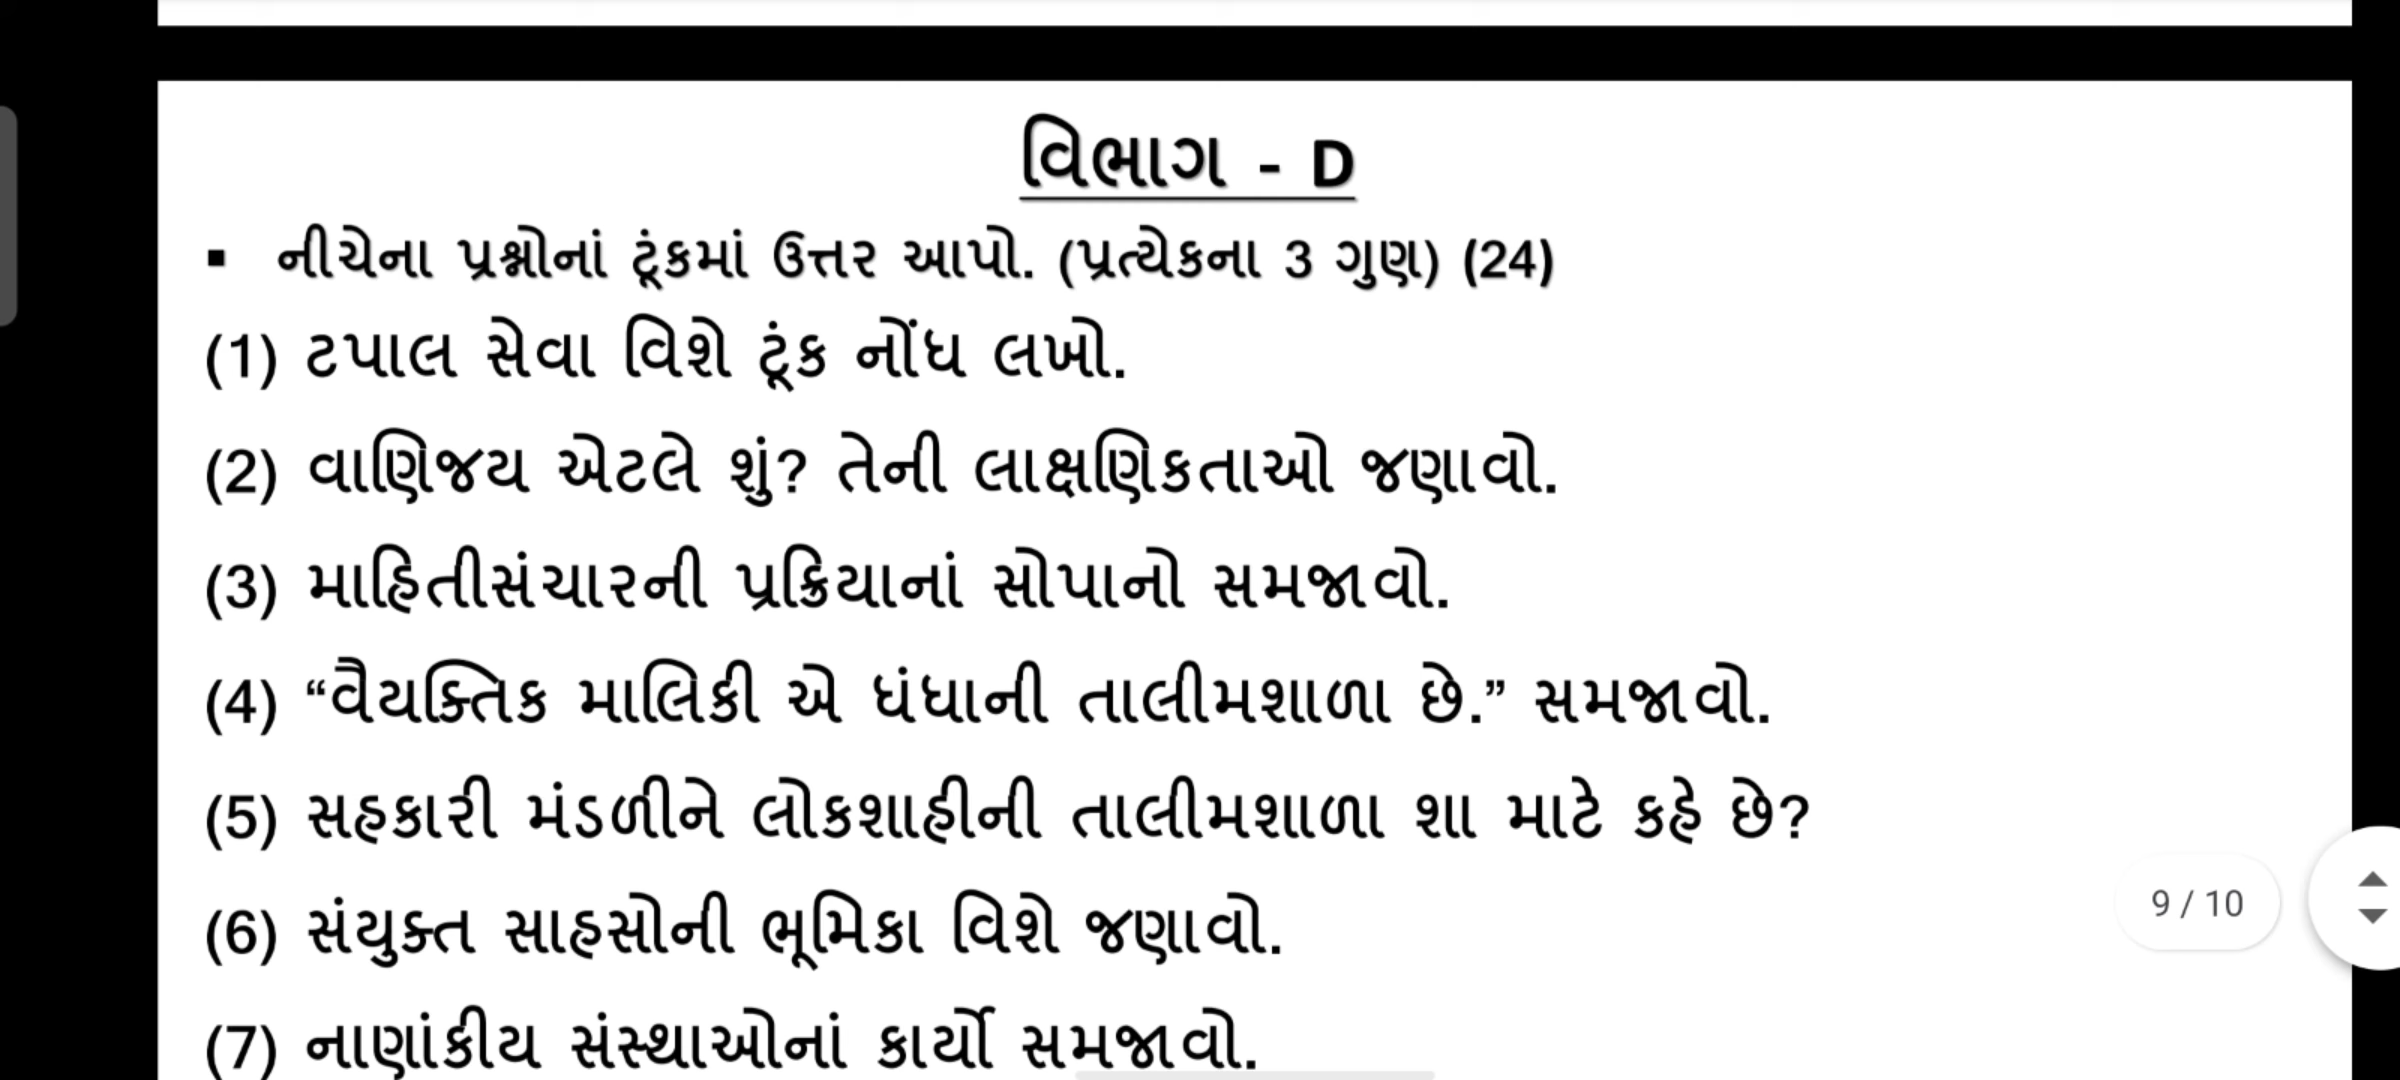 વિભાગ - D
▪ નીચેના પ્રશ્નોનાં ટૂંકમાં ઉત્તર આપો. (પ્રત્યેકના 3 ગુણ) (24)
(1) ટપાલ સેવા વિશે ટૂંક નોંધ લખો.
(2) વાણિજય એટલે શું? તેની લાક્ષણિકતાઓ જણાવો.
(3) માહિતીસંચારની પ્રક્રિયાનાં સોપાનો સમજાવો.
(4) “વૈયક્તિક માલિકી એ ધંધાની તાલીમશાળા છે.” સમજાવો.
(5) સહકારી મંડળીને લોકશાહીની તાલીમશાળા શા માટે કહે છે?
(6) સંયુક્ત સાહસોની ભૂમિકા વિશે જણાવો.
9 / 10
(7) નાણાંકીય સંસ્થાઓનાં કાર્યો સમજાવો.